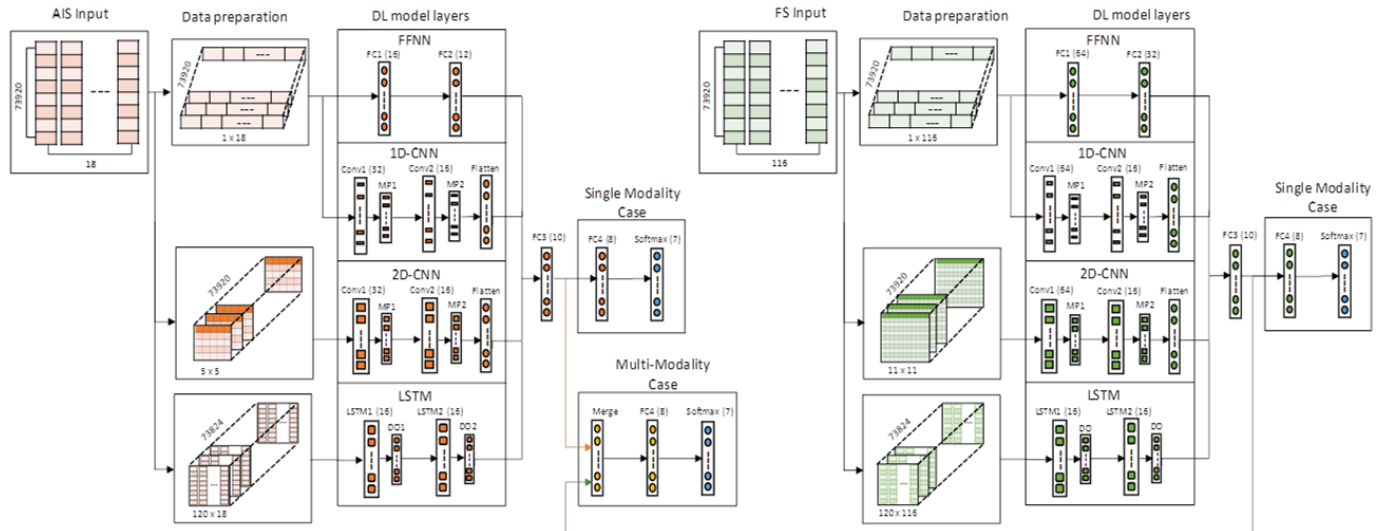 AIS Input
Data preparation
DL model layers
FFNN
FC1 (16)
FC2 (12)
73920
18
73920
1 x 18
1D-CNN
Conv1 (32)
MP1
Conv2 (16)
MP2
Flatten
73920
5 x 5
2D-CNN
Conv1 (32)
MP1
Conv2 (16)
MP2
Flatten
73824
120 x 18
LSTM
LSTM1 (16)
DO1
LSTM2 (16)
DO2
FC3 (10)
Single Modality
Case
FC4 (8)
Softmax (7)
Multi-Modality
Case
Merge
FC4 (8)
Softmax (7)
FS Input
Data preparation
DL model layers
FFNN
FC1 (64)
FC2 (32)
73920
116
73920
1 x 116
1D-CNN
Conv1 (64)
MP1
Conv2 (16)
MP2
Flatten
73920
11 x 11
2D-CNN
Conv1 (64)
MP1
Conv2 (16)
MP2
Flatten
73824
120 x 116
LSTM
LSTM1 (16)
DO
LSTM2 (16)
DO
FC3 (10)
Single Modality
Case
FC4 (8)
Softmax (7)